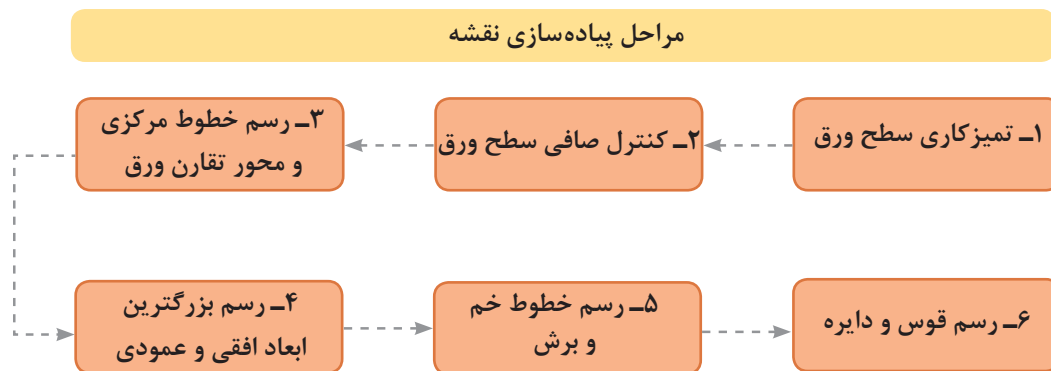 مراحل پیاده‌سازی نقشه
۱ـ تمیزکاری سطح ورق
۲ـ کنترل صافی سطح ورق
۳ـ رسم خطوط مرکزی
و محور تقارن ورق
۴ـ رسم بزرگترین
ابعاد افقی و عمودی
۵ـ رسم خطوط خم
و برش
۶ـ رسم قوس و دایره